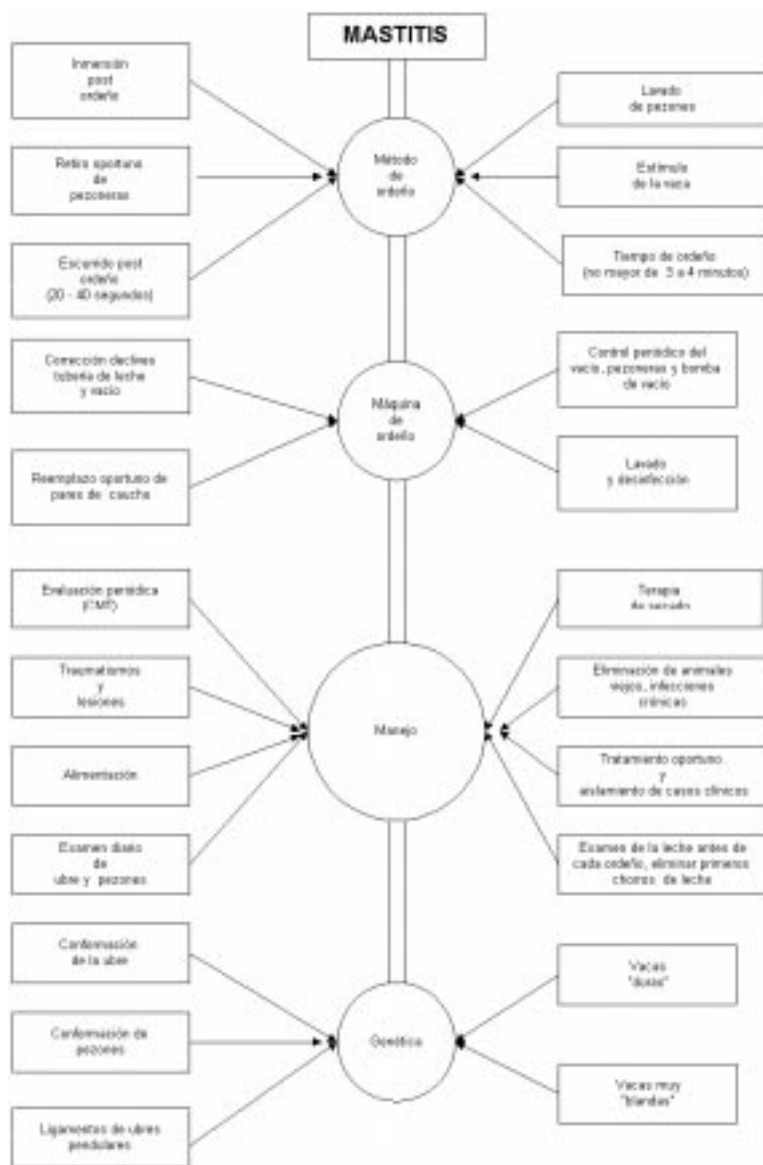 MASTITIS
Inmersión
post
ordeño
Retiro oportuno
de
pezoneras
Escurrido post
ordeño
(20 - 40 segundos)
Método
de
ordeño
Lavado
de pezones
Estímulo
de la vaca
Tiempo de ordeño
(no mayor de 3 a 4 minutos)
Corrección declives
tubería de leche
y vacío
Reemplazo oportuno de
partes de caucho
Máquina
de
ordeño
Control periódico del
vacío, pezoneras y bomba
de vacío
Lavado
y desinfección
Evaluación periódica
(CMT)
Traumatismos
y
lesiones
Alimentación
Examen diario
de
ubre y pezones
Manejo
Terapia
de secado
Eliminación de animales
viejos, infecciones
crónicas
Tratamiento oportuno
y
aislamiento de casos clínicos
Examen de la leche antes de
cada ordeño, eliminar primeros
chorros de leche
Conformación
de la ubre
Conformación de
pezones
Ligamentos de ubres
pendulares
Genética
Vacas
"duras"
Vacas muy
"blandas"